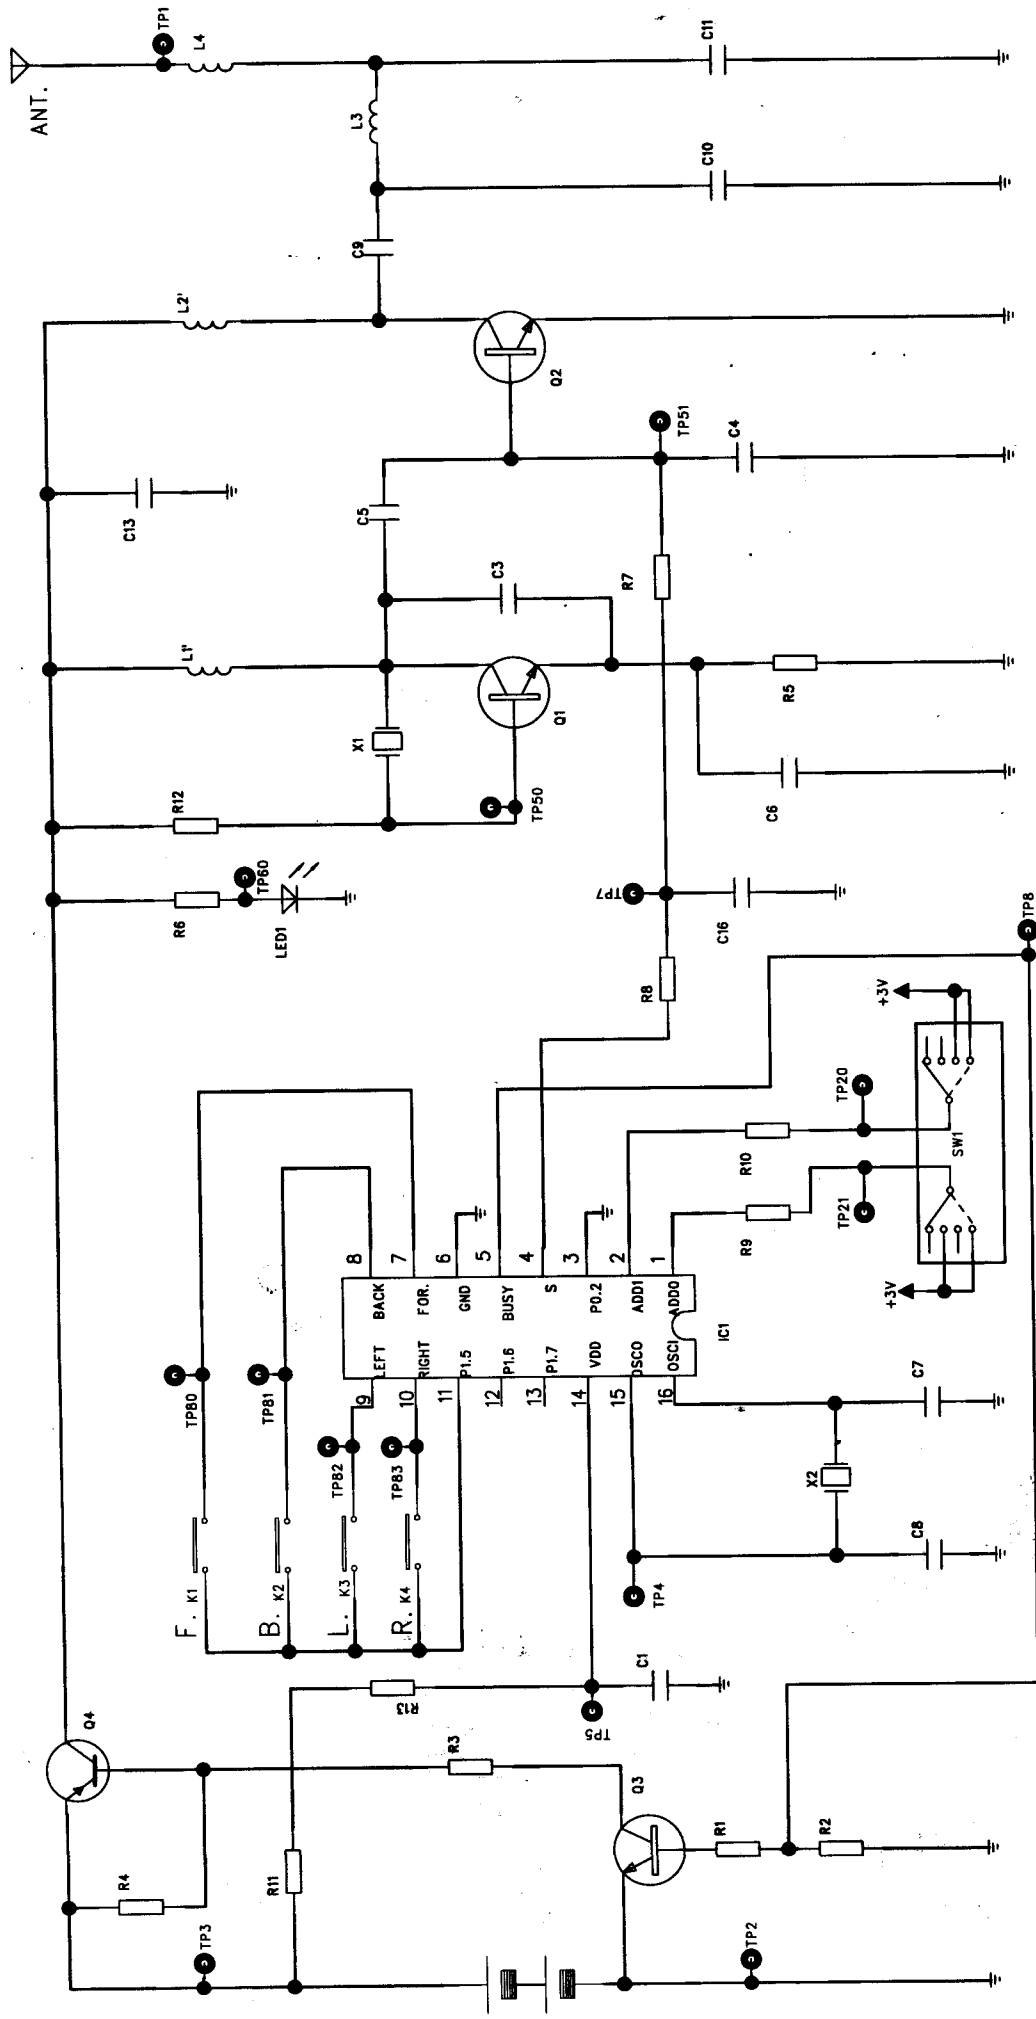 ANT.
TP1
L4
L3
C11
C10
C9
L2'
Q2
TP51
C4
C13
C5
C3
R7
L1'
Q1
R5
X1
C6
R12
TP50
R6
TP60
LED1
TP7
C16
R8
TP8
+3V
SW1
TP20
R10
TP21
R9
+3V
8
7
6
5
4
3
2
1
BACK
FOR.
GND
BUSY
S
P0.2
ADD1
ADD0
LEFT
RIGHT
P1.5
P1.6
P1.7
VDD
OSCO
OSCI
IC1
9
10
11
12
13
14
15
16
TP80
TP81
TP82
TP83
F. K1
B. K2
L. K3
R. K4
C7
X2
C8
TP4
Q4
R13
TP5
C1
R3
Q3
R1
R2
R4
R11
TP3
TP2